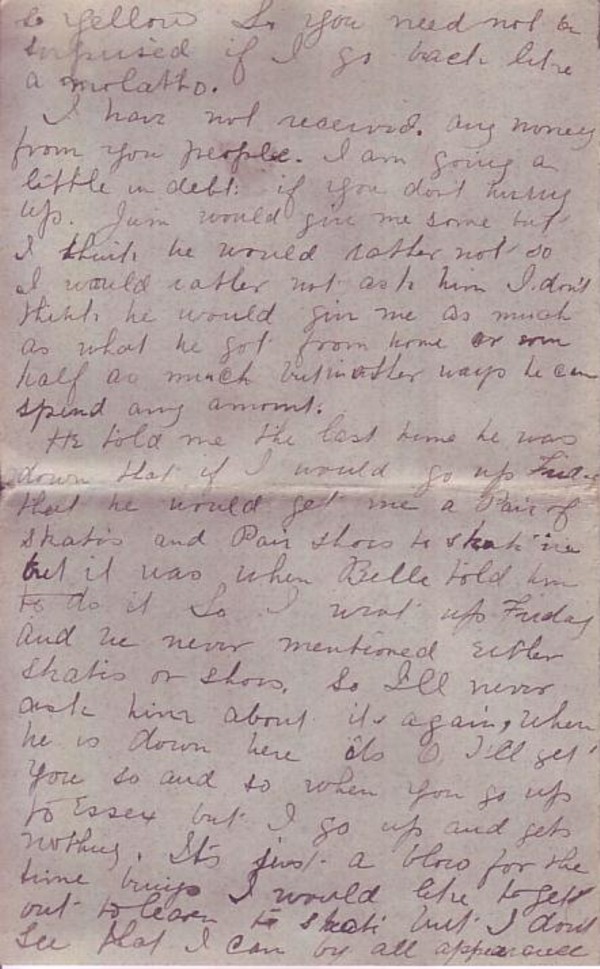 so yellow So you need not be
surprised if I go back like
a molatto.
I have not received. any money
from you people. I am going a
little in debt. if you don't hurry
up. Jum would give me some but
I think he would rather not so
I would rather not ask him I don't
think he would give me as much
as what he got from home or even
half as much but in other ways he can
spend any amount.
He told me the last time he was
down that if I would go up Friday
that he would get me a Pair of
skates and Pair shoes to skate in
but it was when Belle told him
to do it So I went up Friday
and he never mentioned Either
skates or shoes, So I'll never
ask him about it again, When
he is down here its O I'll get
you so and so when you go up
to Essex but I go up and gets
nothing. Its just a blow for the
time being I would like to get
out to learn to skate but I dont
see that I can by all appearance